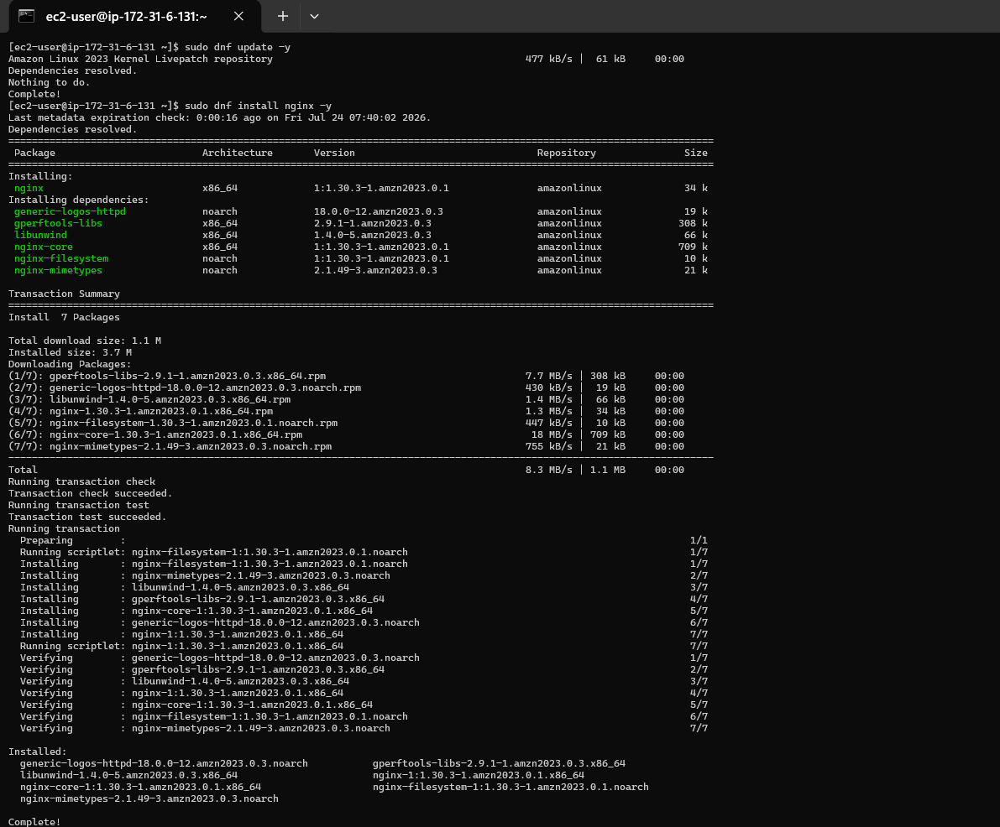 ec2-user@ip-172-31-6-131:~
[ec2-user@ip-172-31-6-131 ~]$ sudo dnf update -y
Amazon Linux 2023 Kernel Livepatch repository 477 kB/s | 61 kB 00:00
Dependencies resolved.
Nothing to do.
Complete!
[ec2-user@ip-172-31-6-131 ~]$ sudo dnf install nginx -y
Last metadata expiration check: 0:00:16 ago on Fri Jul 24 07:40:02 2026.
Dependencies resolved.
Package Architecture Version Repository Size
Installing:
nginx x86_64 1:1.30.3-1.amzn2023.0.1 amazonlinux 34 k
Installing dependencies:
generic-logos-httpd noarch 18.0.0-12.amzn2023.0.3 amazonlinux 19 k
gperftools-libs x86_64 2.9.1-1.amzn2023.0.3 amazonlinux 308 k
libunwind x86_64 1.4.0-5.amzn2023.0.3 amazonlinux 66 k
nginx-core x86_64 1:1.30.3-1.amzn2023.0.1 amazonlinux 709 k
nginx-filesystem noarch 1:1.30.3-1.amzn2023.0.1 amazonlinux 10 k
nginx-mimetypes noarch 2.1.49-3.amzn2023.0.3 amazonlinux 21 k
Transaction Summary
Install 7 Packages
Total download size: 1.1 M
Installed size: 3.7 M
Downloading Packages:
(1/7): gperftools-libs-2.9.1-1.amzn2023.0.3.x86_64.rpm 7.7 MB/s | 308 kB 00:00
(2/7): generic-logos-httpd-18.0.0-12.amzn2023.0.3.noarch.rpm 430 kB/s | 19 kB 00:00
(3/7): libunwind-1.4.0-5.amzn2023.0.3.x86_64.rpm 1.4 MB/s | 66 kB 00:00
(4/7): nginx-1.30.3-1.amzn2023.0.1.x86_64.rpm 1.3 MB/s | 34 kB 00:00
(5/7): nginx-filesystem-1.30.3-1.amzn2023.0.1.noarch.rpm 447 kB/s | 10 kB 00:00
(6/7): nginx-core-1.30.3-1.amzn2023.0.1.x86_64.rpm 18 MB/s | 709 kB 00:00
(7/7): nginx-mimetypes-2.1.49-3.amzn2023.0.3.noarch.rpm 755 kB/s | 21 kB 00:00
Total 8.3 MB/s | 1.1 MB 00:00
Running transaction check
Transaction check succeeded.
Running transaction test
Transaction test succeeded.
Running transaction
Preparing : 1/1
Running scriptlet: nginx-filesystem-1:1.30.3-1.amzn2023.0.1.noarch 1/7
Installing : nginx-filesystem-1:1.30.3-1.amzn2023.0.1.noarch 1/7
Installing : nginx-mimetypes-2.1.49-3.amzn2023.0.3.noarch 2/7
Installing : libunwind-1.4.0-5.amzn2023.0.3.x86_64 3/7
Installing : gperftools-libs-2.9.1-1.amzn2023.0.3.x86_64 4/7
Installing : nginx-core-1:1.30.3-1.amzn2023.0.1.x86_64 5/7
Installing : generic-logos-httpd-18.0.0-12.amzn2023.0.3.noarch 6/7
Installing : nginx-1:1.30.3-1.amzn2023.0.1.x86_64 7/7
Running scriptlet: nginx-1:1.30.3-1.amzn2023.0.1.x86_64 7/7
Verifying : generic-logos-httpd-18.0.0-12.amzn2023.0.3.noarch 1/7
Verifying : gperftools-libs-2.9.1-1.amzn2023.0.3.x86_64 2/7
Verifying : libunwind-1.4.0-5.amzn2023.0.3.x86_64 3/7
Verifying : nginx-1:1.30.3-1.amzn2023.0.1.x86_64 4/7
Verifying : nginx-core-1:1.30.3-1.amzn2023.0.1.x86_64 5/7
Verifying : nginx-filesystem-1:1.30.3-1.amzn2023.0.1.noarch 6/7
Verifying : nginx-mimetypes-2.1.49-3.amzn2023.0.3.noarch 7/7
Installed:
generic-logos-httpd-18.0.0-12.amzn2023.0.3.noarch gperftools-libs-2.9.1-1.amzn2023.0.3.x86_64
libunwind-1.4.0-5.amzn2023.0.3.x86_64 nginx-1:1.30.3-1.amzn2023.0.1.x86_64
nginx-core-1:1.30.3-1.amzn2023.0.1.x86_64 nginx-filesystem-1:1.30.3-1.amzn2023.0.1.noarch
nginx-mimetypes-2.1.49-3.amzn2023.0.3.noarch
Complete!